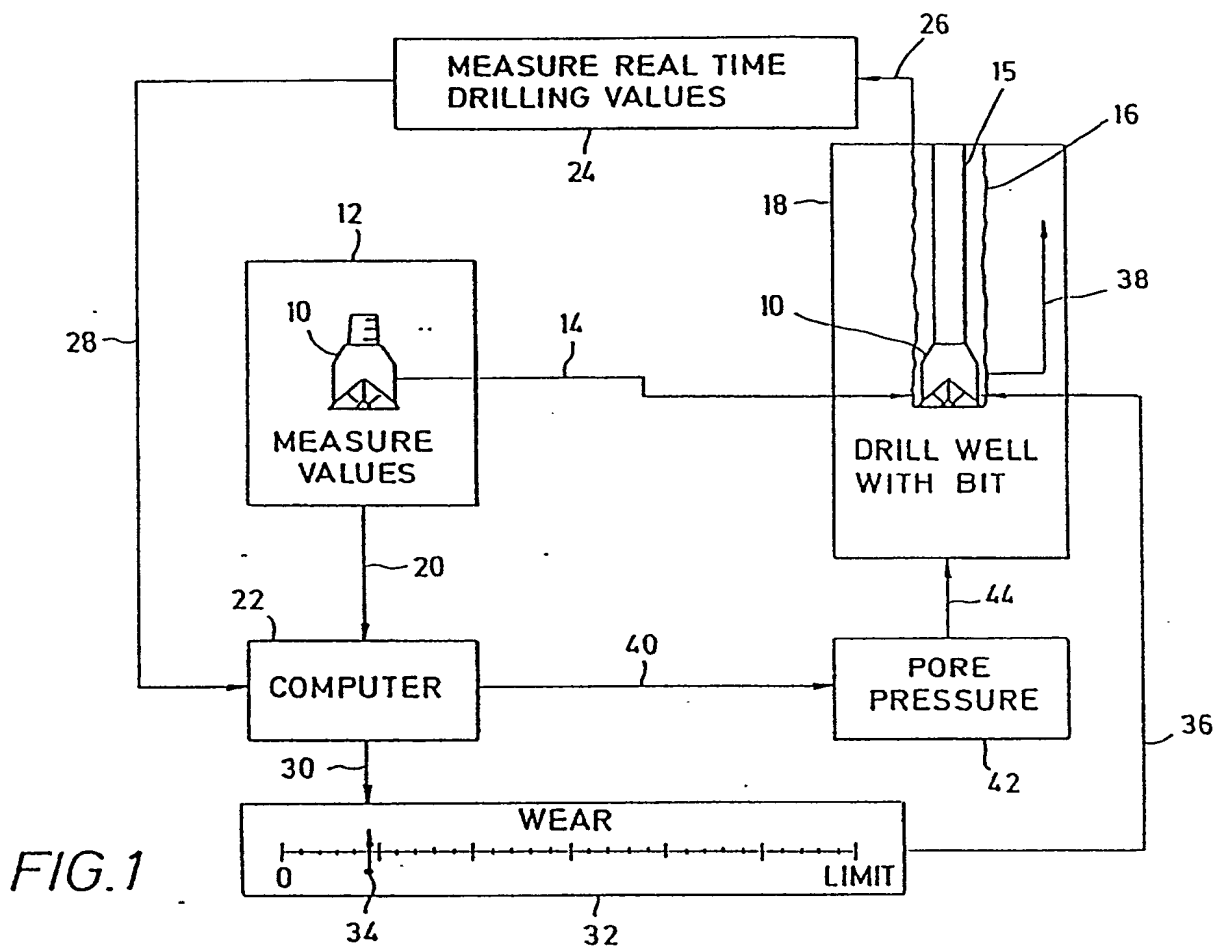 26
MEASURE REAL TIME
DRILLING VALUES
15
16
24
18
12
10
28
14
10
38
MEASURE
VALUES
DRILL WELL
WITH BIT
20
44
22
40
COMPUTER
PORE
PRESSURE
36
30
42
WEAR
FIG.1
0
LIMIT
34
32